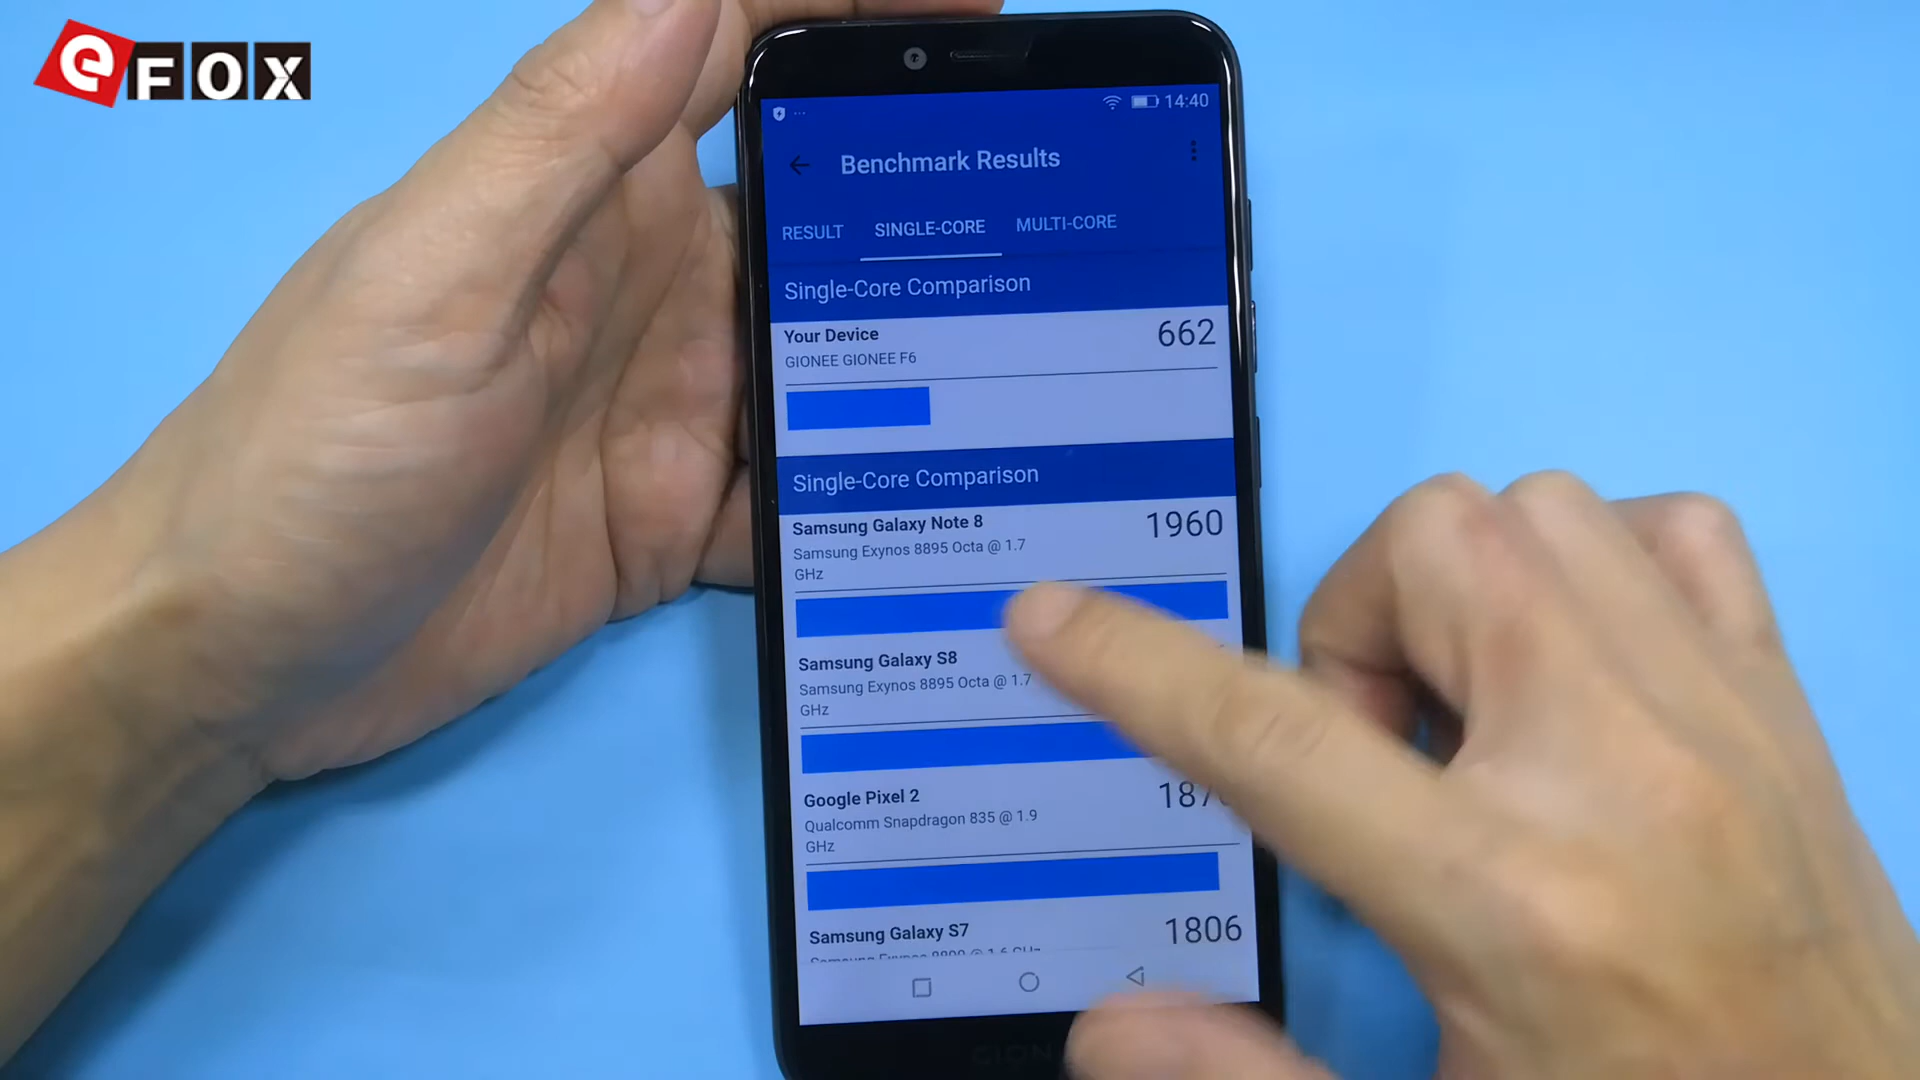 eFOX
14:40
Benchmark Results
RESULT SINGLE-CORE MULTI-CORE
Single-Core Comparison
Your Device 662
GIONEE GIONEE F6
Single-Core Comparison
Samsung Galaxy Note 8 1960
Samsung Exynos 8895 Octa @ 1.7
GHz
Samsung Galaxy S8
Samsung Exynos 8895 Octa @ 1.7
GHz
Google Pixel 2
Qualcomm Snapdragon 835 @ 1.9
GHz
Samsung Galaxy S7 1806